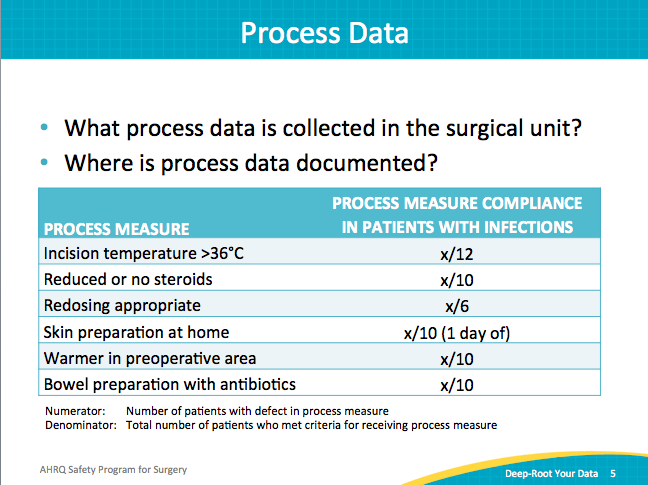 Process Data
• What process data is collected in the surgical unit?
• Where is process data documented?
PROCESS MEASURE PROCESS MEASURE COMPLIANCE IN PATIENTS WITH INFECTIONS
Incision temperature >36°C x/12
Reduced or no steroids x/10
Redosing appropriate x/6
Skin preparation at home x/10 (1 day of)
Warmer in preoperative area x/10
Bowel preparation with antibiotics x/10
Numerator: Number of patients with defect in process measure
Denominator: Total number of patients who met criteria for receiving process measure
AHRQ Safety Program for Surgery
Deep-Root Your Data 5